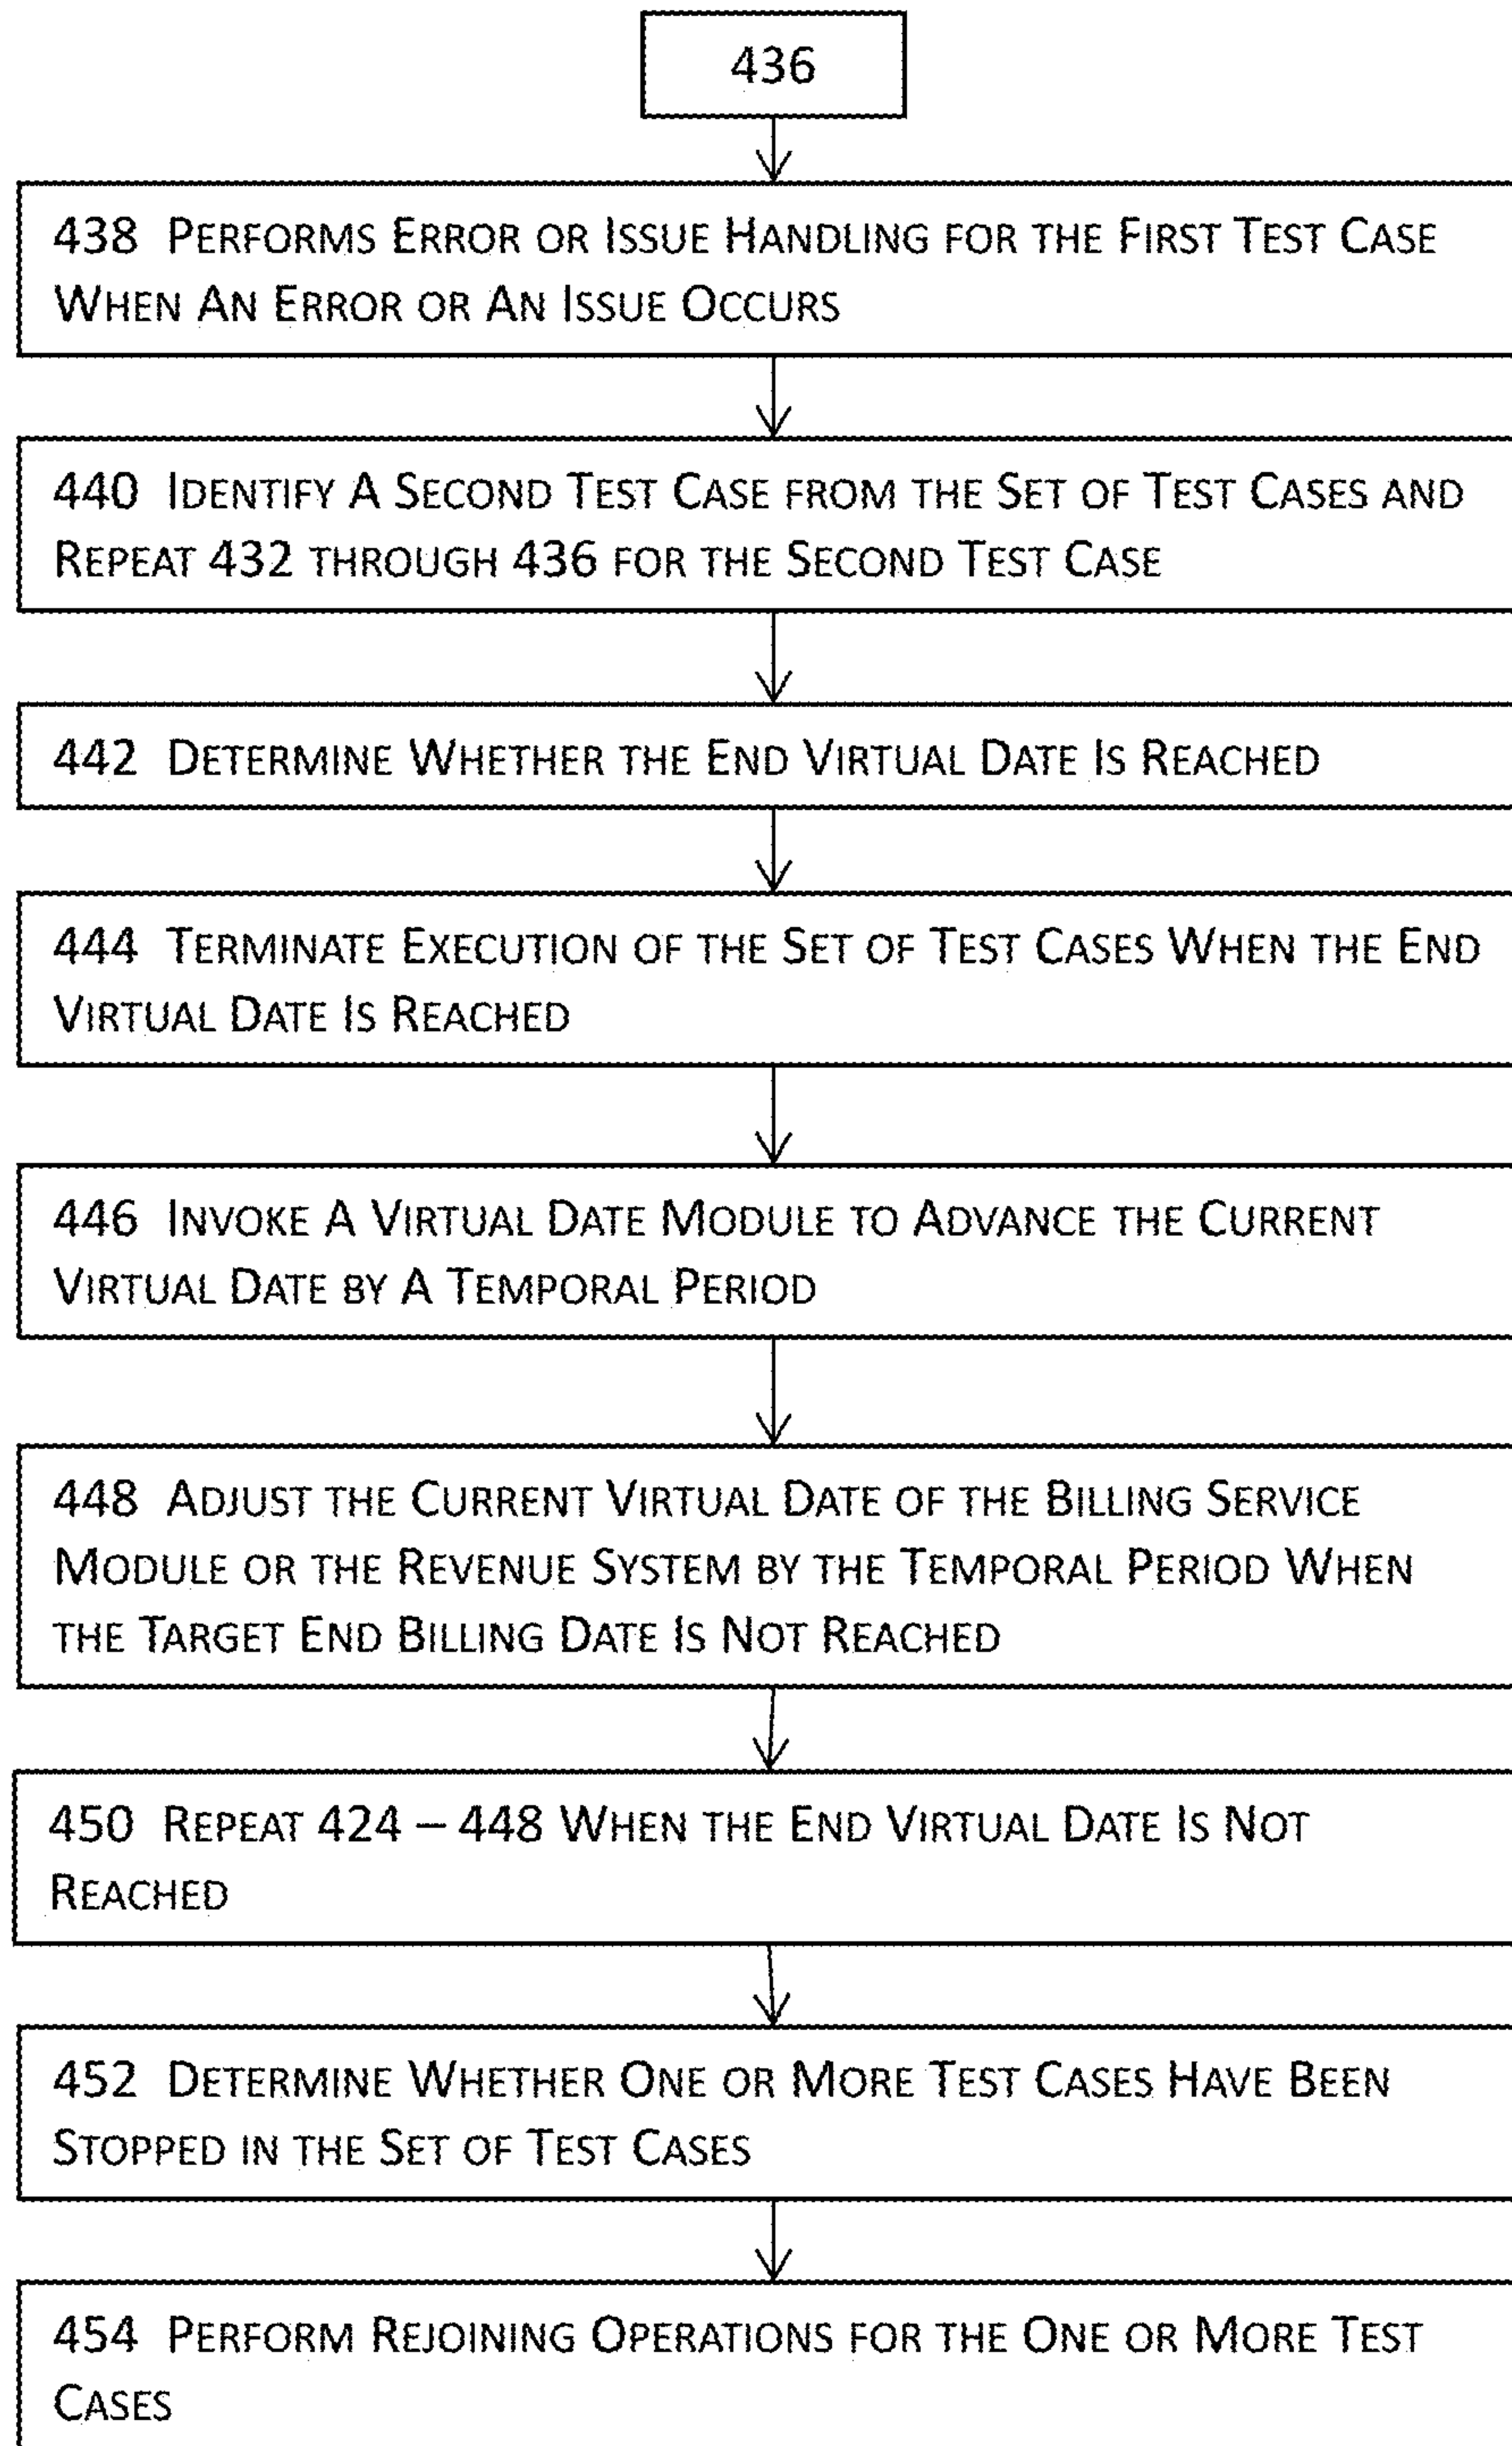 436
438 PERFORMS ERROR OR ISSUE HANDLING FOR THE FIRST TEST CASE
WHEN AN ERROR OR AN ISSUE OCCURS
440 IDENTIFY A SECOND TEST CASE FROM THE SET OF TEST CASES AND
REPEAT 432 THROUGH 436 FOR THE SECOND TEST CASE
442 DETERMINE WHETHER THE END VIRTUAL DATE IS REACHED
444 TERMINATE EXECUTION OF THE SET OF TEST CASES WHEN THE END
VIRTUAL DATE IS REACHED
446 INVOKE A VIRTUAL DATE MODULE TO ADVANCE THE CURRENT
VIRTUAL DATE BY A TEMPORAL PERIOD
448 ADJUST THE CURRENT VIRTUAL DATE OF THE BILLING SERVICE
MODULE OR THE REVENUE SYSTEM BY THE TEMPORAL PERIOD WHEN
THE TARGET END BILLING DATE IS NOT REACHED
450 REPEAT 424 – 448 WHEN THE END VIRTUAL DATE IS NOT
REACHED
452 DETERMINE WHETHER ONE OR MORE TEST CASES HAVE BEEN
STOPPED IN THE SET OF TEST CASES
454 PERFORM REJOINING OPERATIONS FOR THE ONE OR MORE TEST
CASES